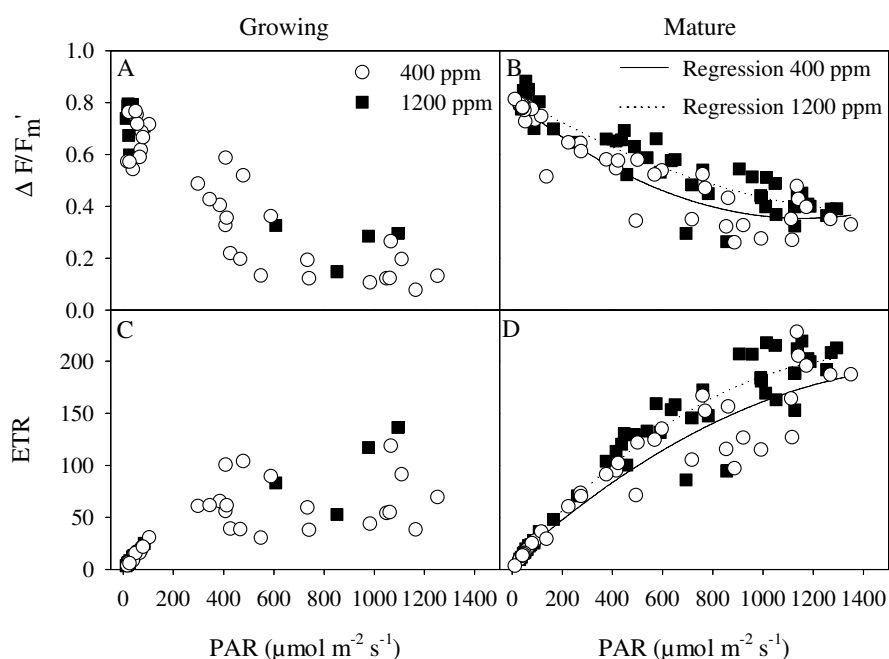 Growing
Mature
A
400 ppm
1200 ppm
B
Regression 400 ppm
Regression 1200 ppm
Δ F/Fm'
1.0
0.8
0.6
0.4
0.2
0.0
C
D
ETR
200
150
100
50
0
0 200 400 600 800 1000 1200 1400
0 200 400 600 800 1000 1200 1400
PAR (µmol m⁻² s⁻¹)
PAR (µmol m⁻² s⁻¹)